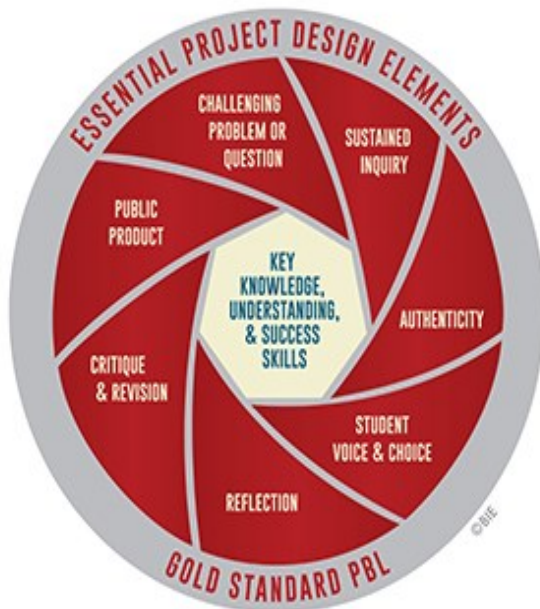 ESSENTIAL PROJECT DESIGN ELEMENTS
CHALLENGING
PROBLEM OR
QUESTION
SUSTAINED
INQUIRY
AUTHENTICITY
STUDENT
VOICE & CHOICE
REFLECTION
CRITIQUE
& REVISION
PUBLIC
PRODUCT
KEY
KNOWLEDGE,
UNDERSTANDING,
& SUCCESS
SKILLS
GOLD STANDARD PBL
©BIE